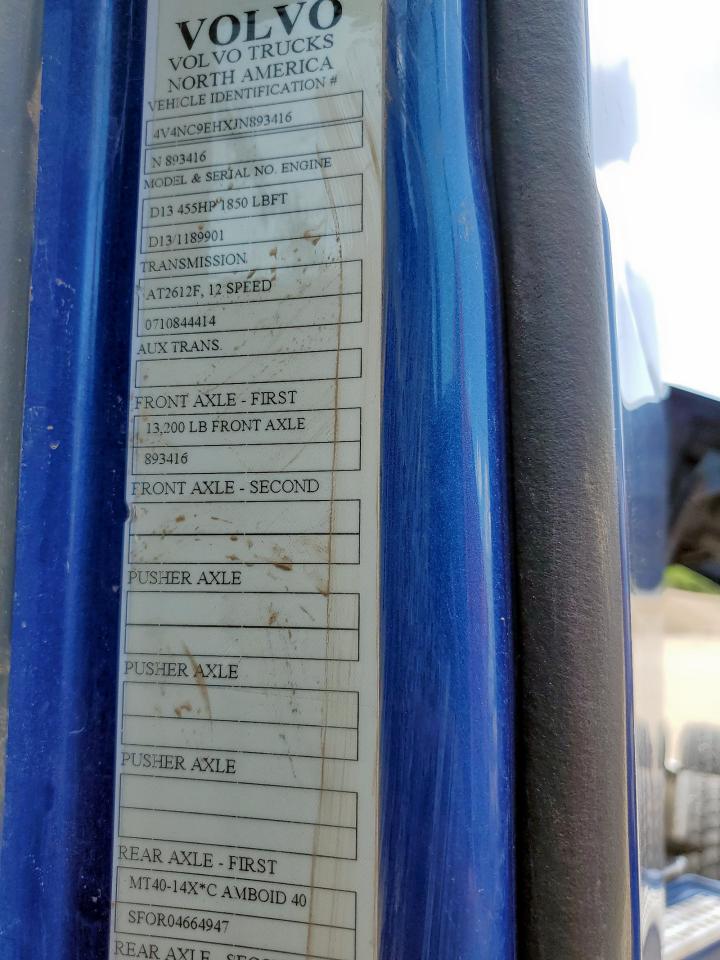 VOLVO
VOLVO TRUCKS
NORTH AMERICA
VEHICLE IDENTIFICATION #
4V4NC9EHXJN893416
N 893416
MODEL & SERIAL NO. ENGINE
D13 455HP 1850 LBFT
D13/1189901
TRANSMISSION
AT2612F, 12 SPEED
0710844414
AUX TRANS.
FRONT AXLE - FIRST
13,200 LB FRONT AXLE
893416
FRONT AXLE - SECOND
PUSHER AXLE
PUSHER AXLE
PUSHER AXLE
REAR AXLE - FIRST
MT40-14X*C AMBOID 40
SFOR04664947
REAR AXLE -